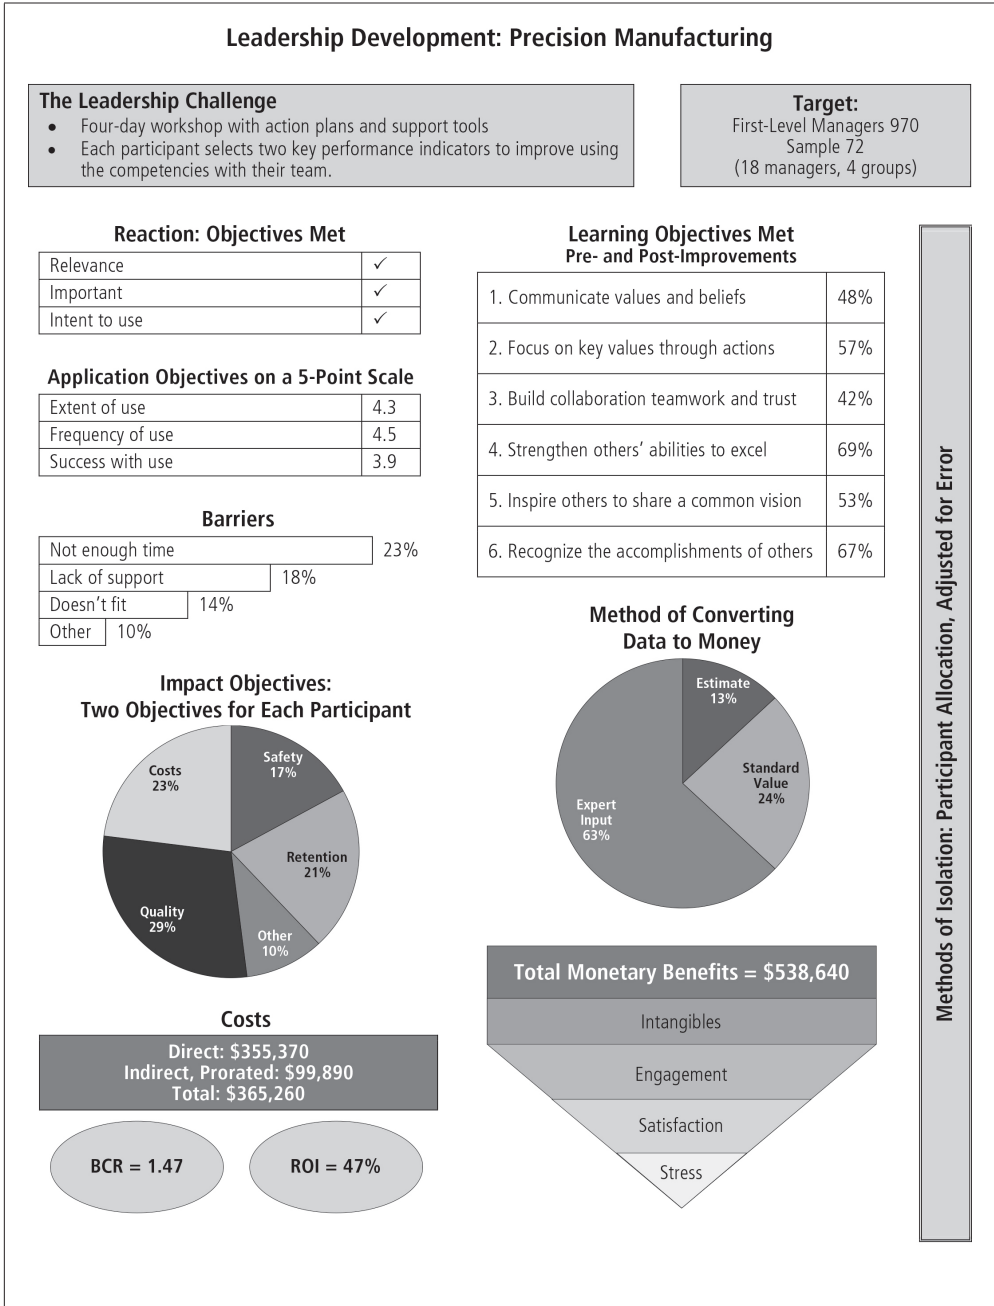 Leadership Development: Precision Manufacturing
The Leadership Challenge
• Four-day workshop with action plans and support tools
• Each participant selects two key performance indicators to improve using
the competencies with their team.
Target:
First-Level Managers 970
Sample 72
(18 managers, 4 groups)
Reaction: Objectives Met
Relevance ✓
Important ✓
Intent to use ✓
Application Objectives on a 5-Point Scale
Extent of use 4.3
Frequency of use 4.5
Success with use 3.9
Barriers
Not enough time 23%
Lack of support 18%
Doesn't fit 14%
Other 10%
Impact Objectives:
Two Objectives for Each Participant
Safety
17%
Retention
21%
Other
10%
Quality
29%
Costs
23%
Costs
Direct: $355,370
Indirect, Prorated: $99,890
Total: $365,260
BCR = 1.47
ROI = 47%
Learning Objectives Met
Pre- and Post-Improvements
1. Communicate values and beliefs 48%
2. Focus on key values through actions 57%
3. Build collaboration teamwork and trust 42%
4. Strengthen others' abilities to excel 69%
5. Inspire others to share a common vision 53%
6. Recognize the accomplishments of others 67%
Method of Converting
Data to Money
Estimate
13%
Standard
Value
24%
Expert
Input
63%
Total Monetary Benefits = $538,640
Intangibles
Engagement
Satisfaction
Stress
Methods of Isolation: Participant Allocation, Adjusted for Error